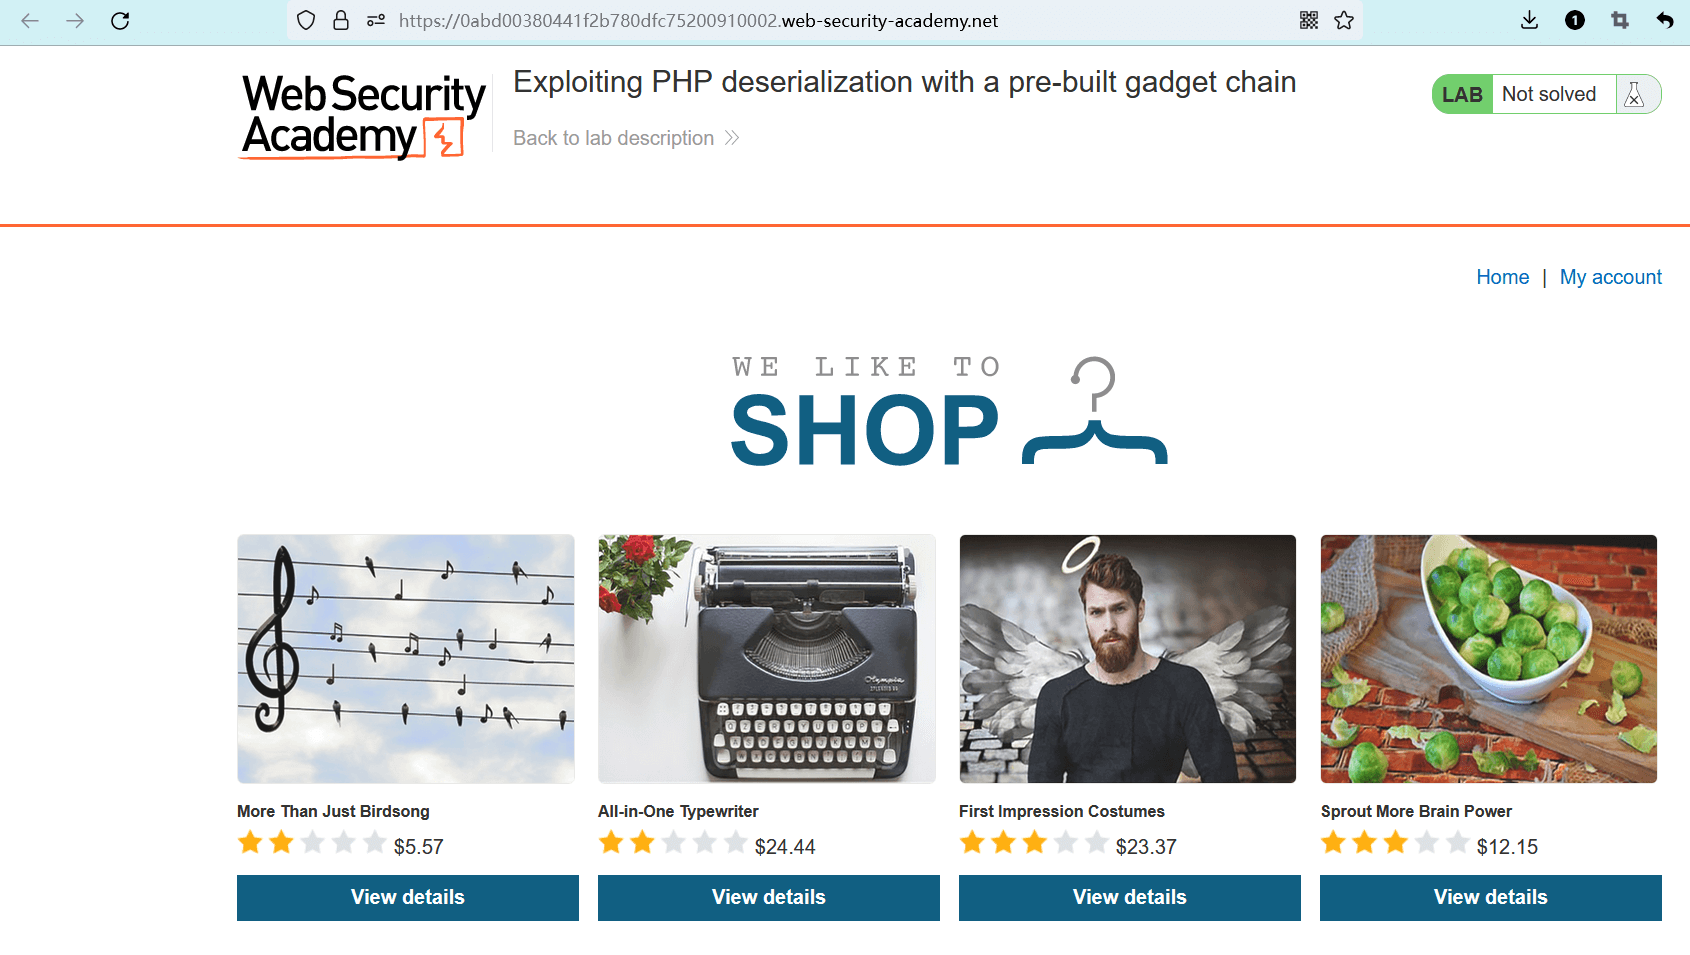 https://0abd00380441f2b780dfc75200910002.web-security-academy.net
1
Web Security
Academy
Exploiting PHP deserialization with a pre-built gadget chain
Back to lab description
LAB Not solved
Home | My account
WE LIKE TO
SHOP
Olympia
More Than Just Birdsong
$5.57
View details
All-in-One Typewriter
$24.44
View details
First Impression Costumes
$23.37
View details
Sprout More Brain Power
$12.15
View details